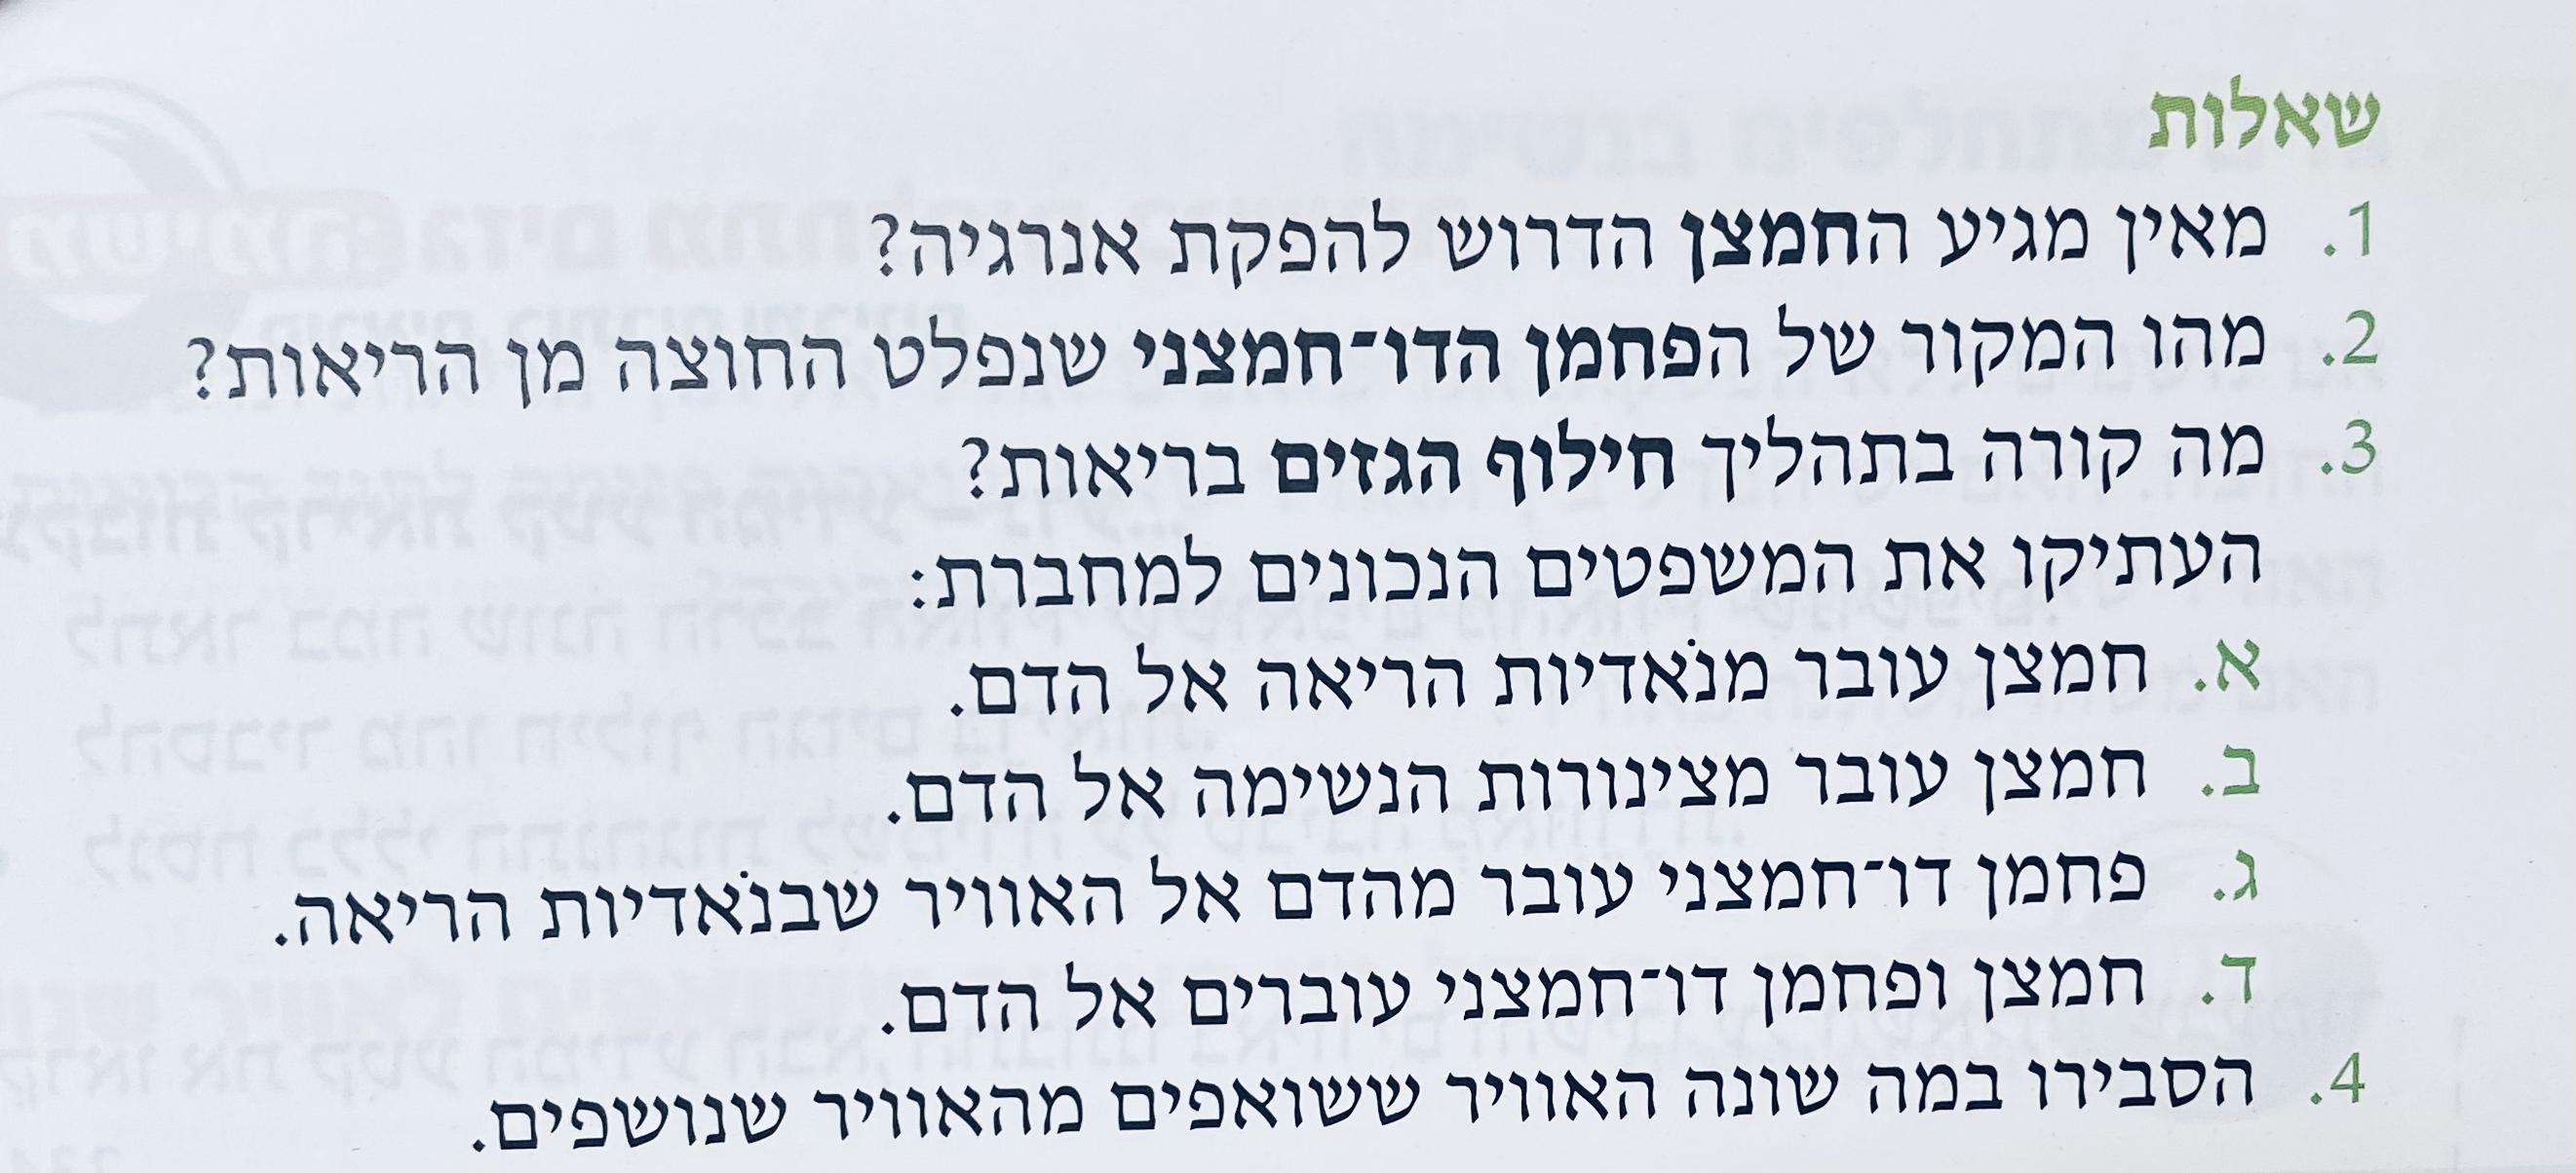 שאלות
1. מאין מגיע החמצן הדרוש להפקת אנרגיה?
2. מהו המקור של הפחמן הדו־חמצני שנפלט החוצה מן הריאות?
3. מה קורה בתהליך חילוף הגזים בריאות?
העתיקו את המשפטים הנכונים למחברת:
א. חמצן עובר מנֹאדיות הריאה אל הדם.
ב. חמצן עובר מצינורות הנשימה אל הדם.
ג. פחמן דו־חמצני עובר מהדם אל האוויר שבנֹאדיות הריאה.
ד. חמצן ופחמן דו־חמצני עוברים אל הדם.
4. הסבירו במה שונה האוויר ששואפים מהאוויר שנושפים.